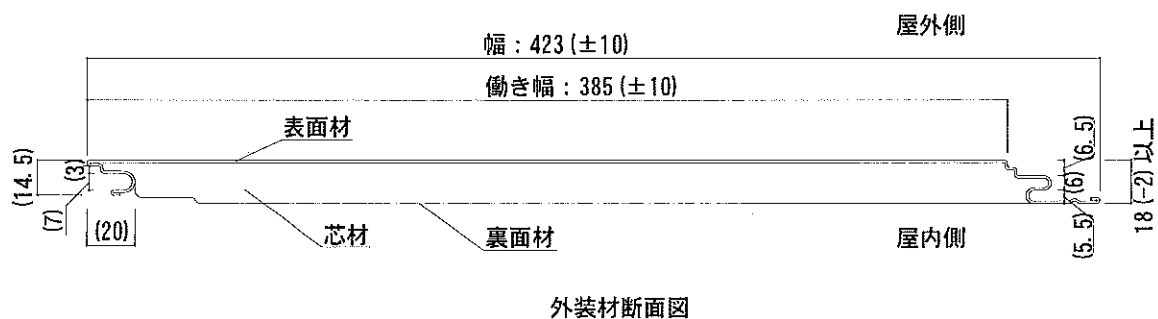 屋外側
幅：423(±10)
働き幅：385(±10)
表面材
(14.5)
(3)
(7)
(20)
芯材
裏面材
屋内側
(6.5)
(6)
(5.5)
18(-2)以上
外装材断面図